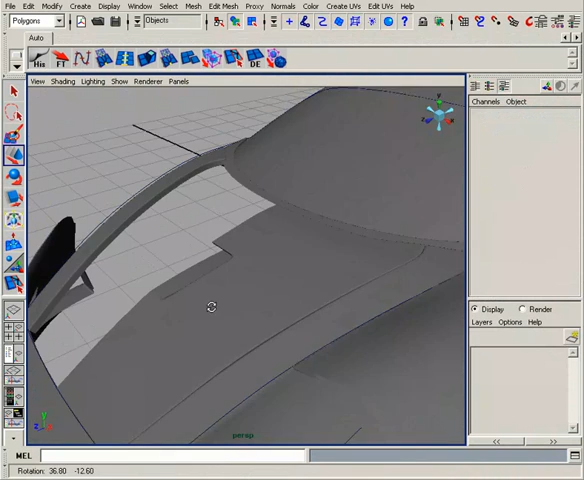 File Edit Modify Create Display Window Select Mesh Edit Mesh Proxy Normals Color Create UVs Edit UVs Help
Polygons Objects
Auto
His FT DE
View Shading Lighting Show Renderer Panels
Channels Object
y
z x
Display Render
Layers Options Help
y
z x
persp
MEL
Rotation: 36.80 -12.60